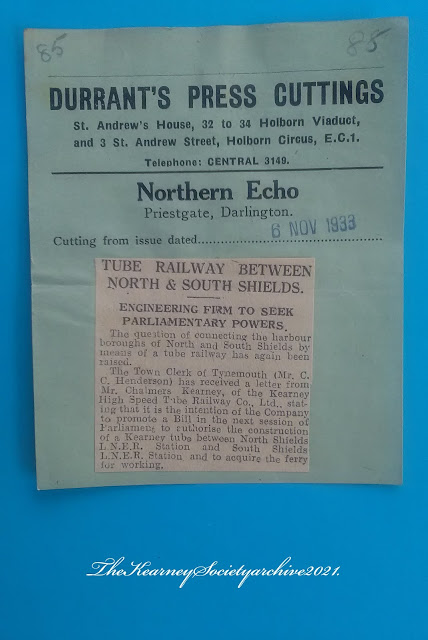 85 85
DURRANT'S PRESS CUTTINGS
St. Andrew's House, 32 to 34 Holborn Viaduct,
and 3 St. Andrew Street, Holborn Circus, E.C.1.
Telephone: CENTRAL 3149.
Northern Echo
Priestgate, Darlington.
Cutting from issue dated........................................ 6 NOV 1933
TUBE RAILWAY BETWEEN
NORTH & SOUTH SHIELDS.
ENGINEERING FIRM TO SEEK
PARLIAMENTARY POWERS.
The question of connecting the harbour
boroughs of North and South Shields by
means of a tube railway has again been
raised.
The Town Clerk of Tynemouth (Mr. C.
C. Henderson) has received a letter from
Mr. Chalmers Kearney, of the Kearney
High Speed Tube Railway Co., Ltd., stat-
ing that it is the intention of the Company
to promote a Bill in the next session of
Parliament to authorise the construction
of a Kearney tube between North Shields
L.N.E.R. Station and South Shields
L.N.E.R. Station and to acquire the ferry
for working.
TheKearneySocietyarchive2021.